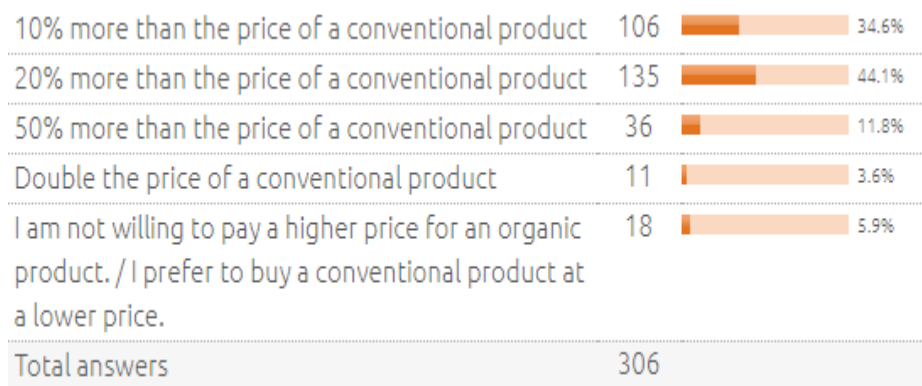 10% more than the price of a conventional product 106 34.6%
20% more than the price of a conventional product 135 44.1%
50% more than the price of a conventional product 36 11.8%
Double the price of a conventional product 11 3.6%
I am not willing to pay a higher price for an organic 18 5.9%
product. / I prefer to buy a conventional product at
a lower price.
Total answers 306